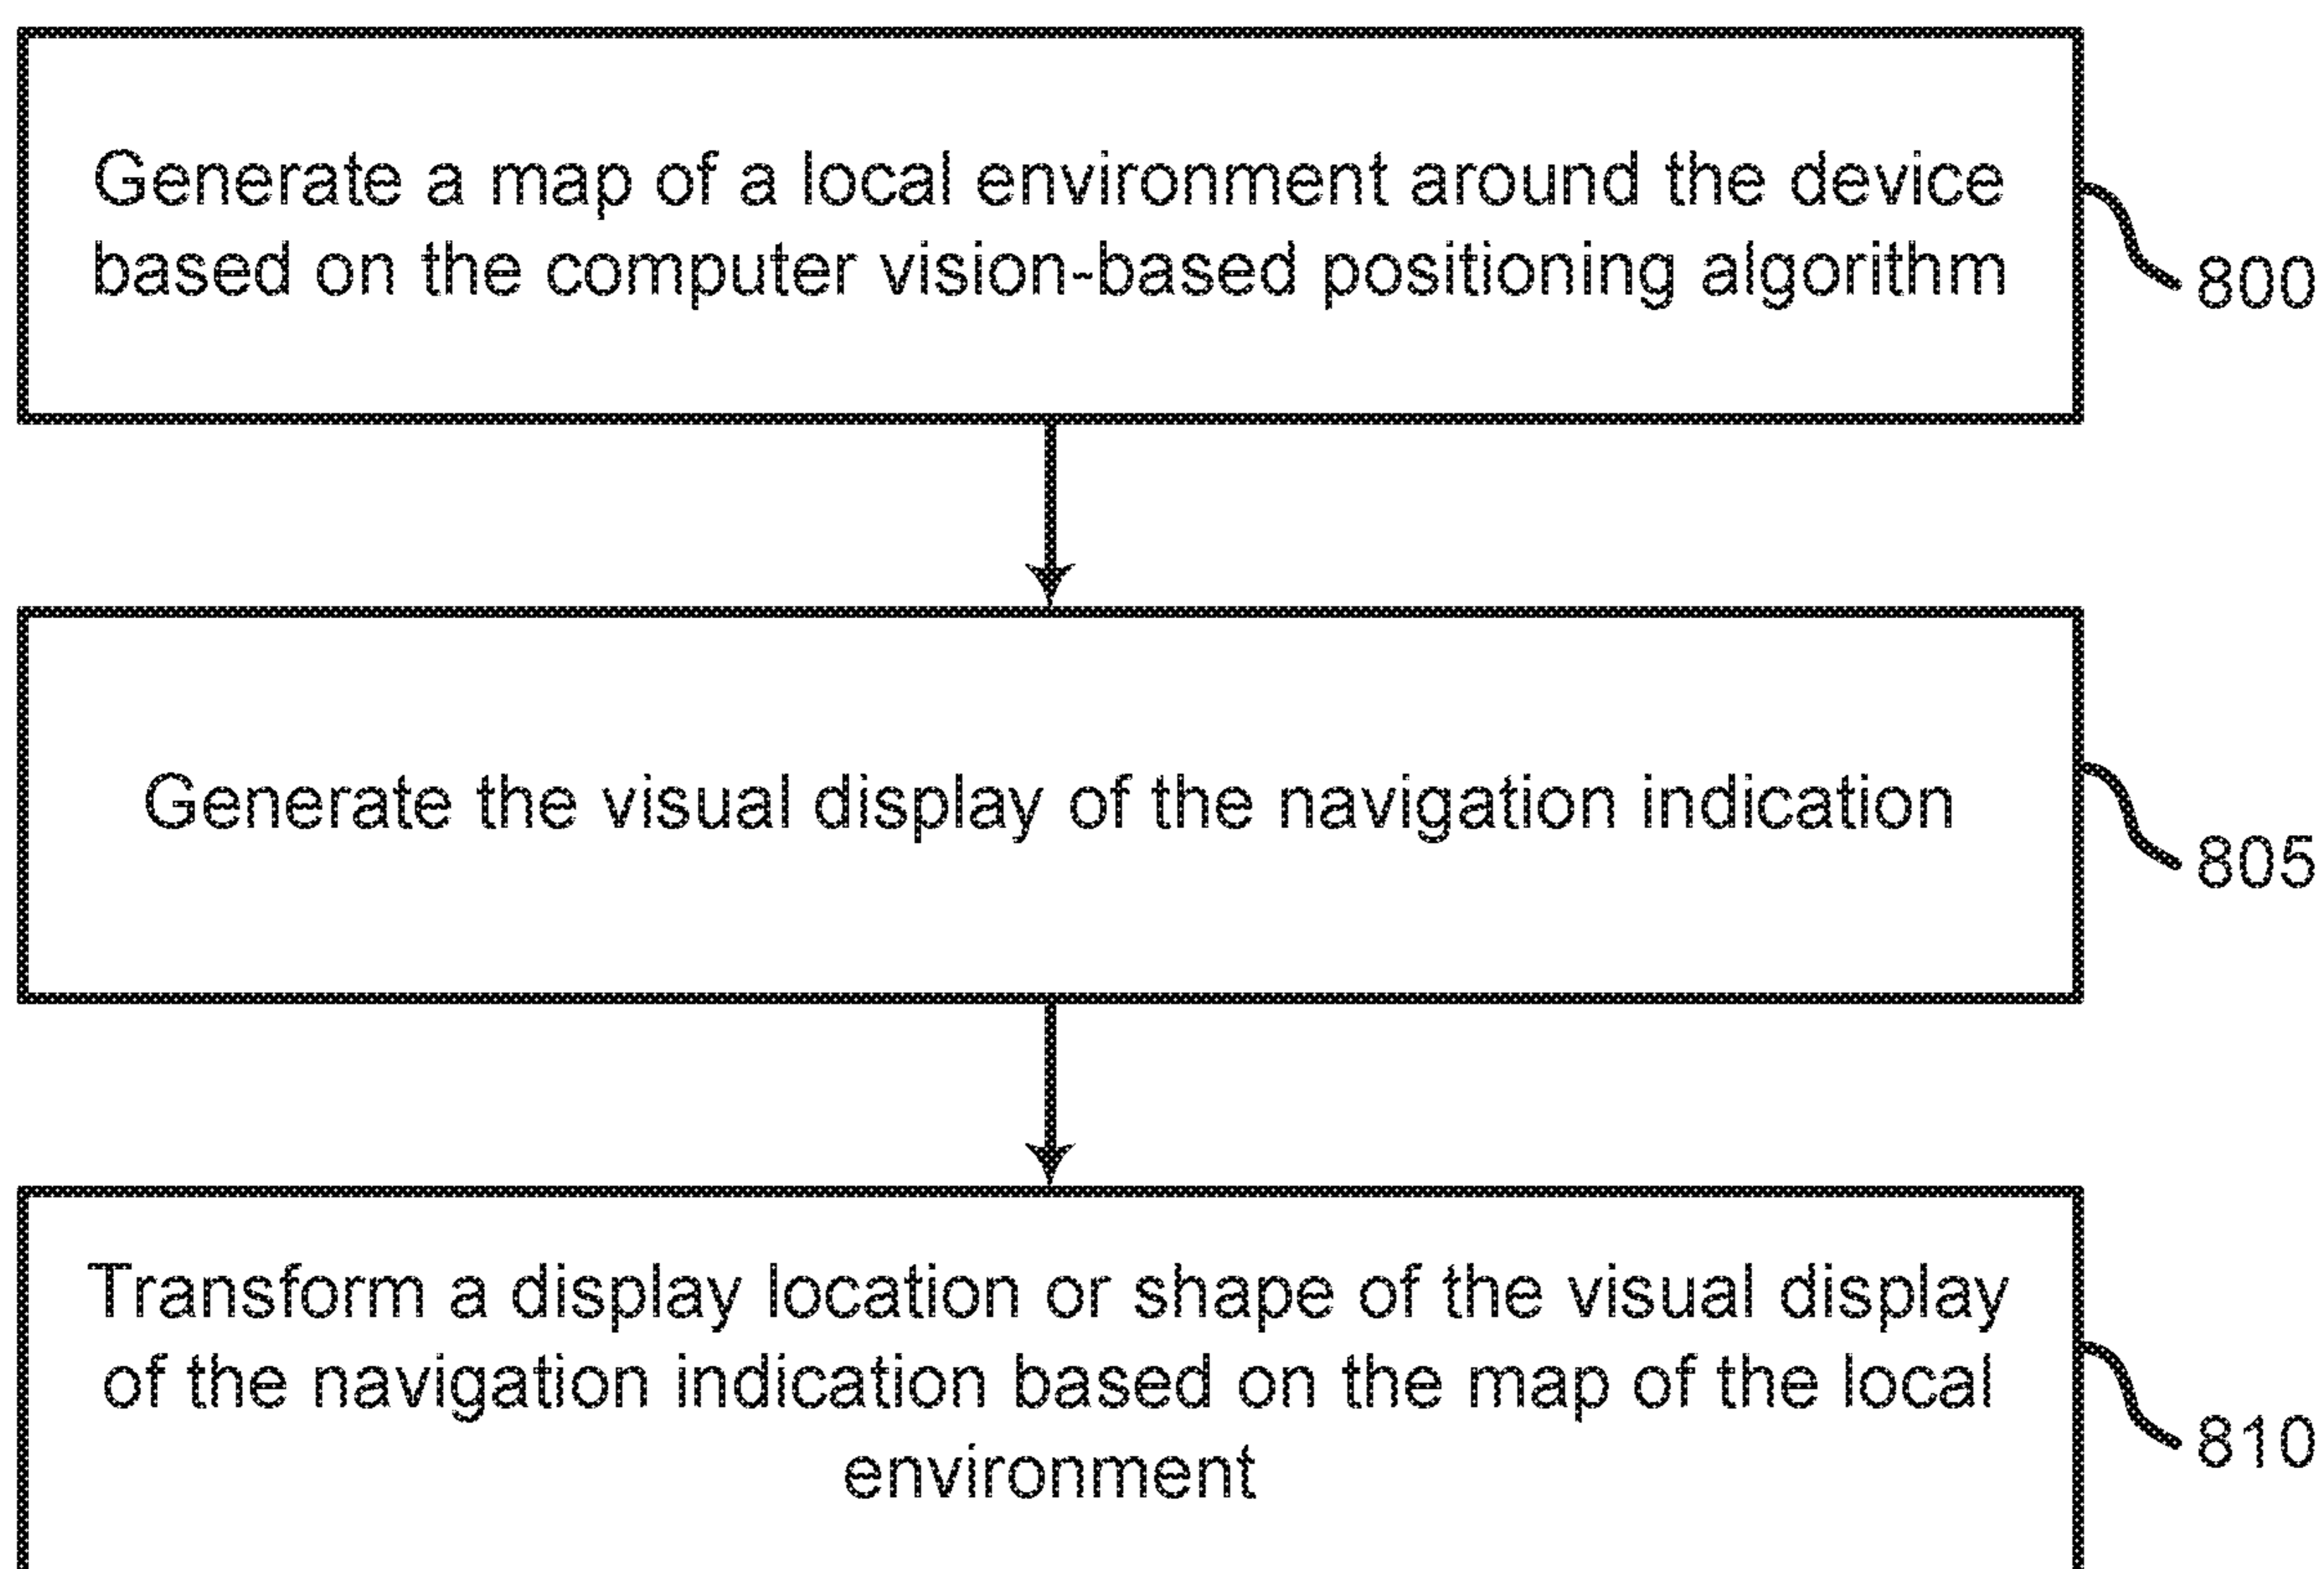 Generate a map of a local environment around the device
based on the computer vision-based positioning algorithm
800
Generate the visual display of the navigation indication
805
Transform a display location or shape of the visual display
of the navigation indication based on the map of the local
environment
810